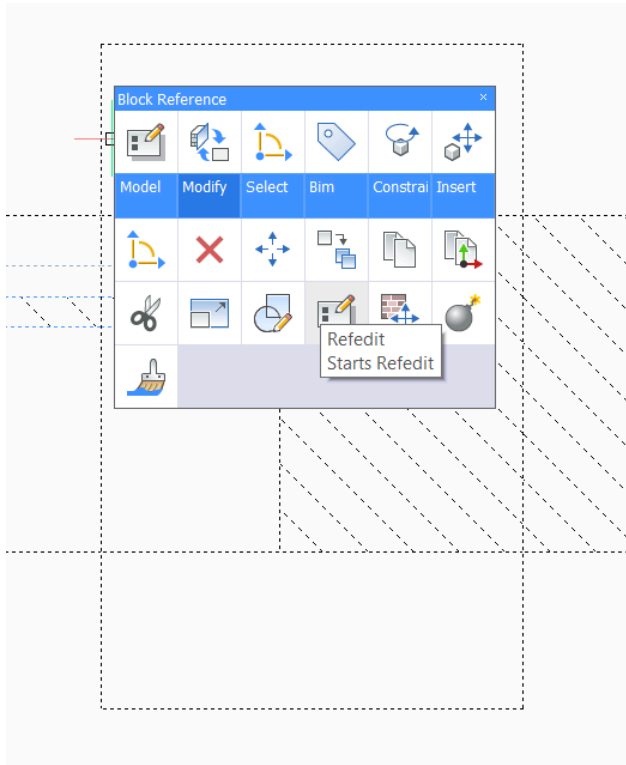 Block Reference
Model Modify Select Bim Constrai Insert
Refedit
Starts Refedit